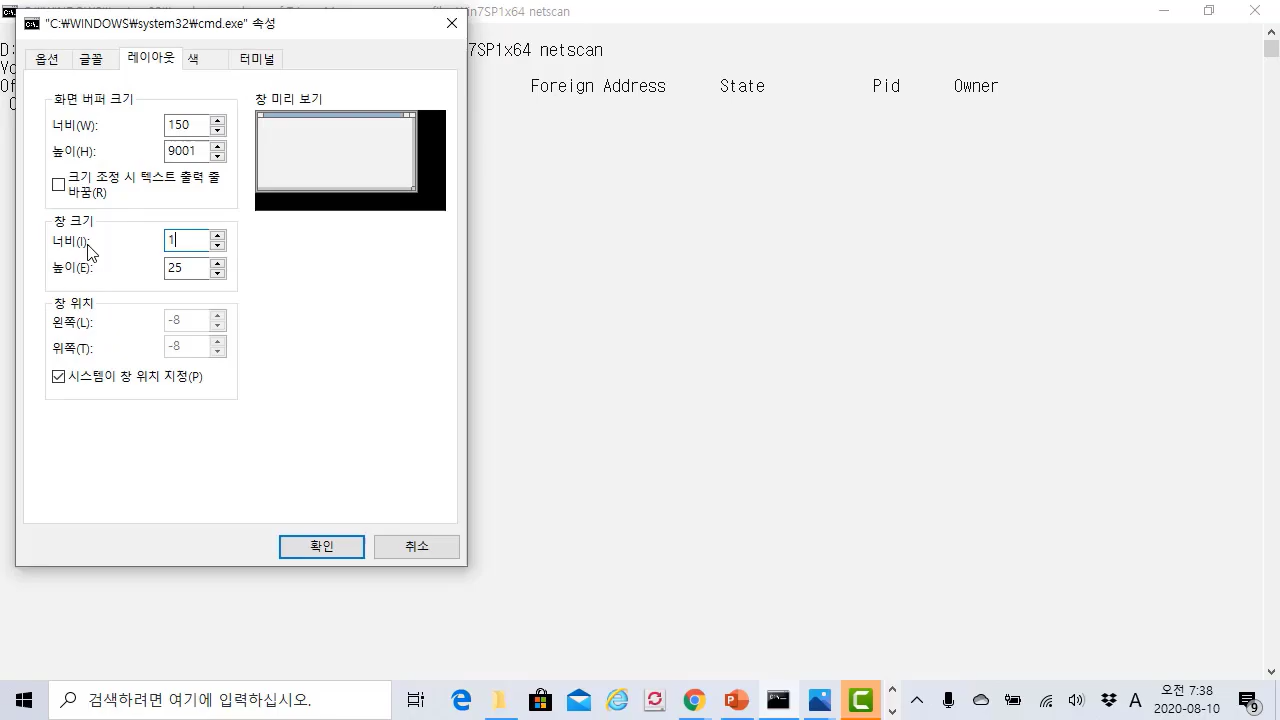 "C:\WINDOWS\system32\cmd.exe" 속성
n7SP1x64 netscan
옵션 글꼴 레이아웃 색 터미널
7SP1x64 netscan
Foreign Address State Pid Owner
화면 버퍼 크기
너비(W): 150
높이(H): 9001
크기 조정 시 텍스트 출력 줄
바꿈(R)
창 크기
너비(I): 1
높이(E): 25
창 위치
왼쪽(L): -8
위쪽(T): -8
시스템이 창 위치 지정(P)
창 미리 보기
확인 취소
검색하려면 여기에 입력하십시오.
A
오전 7:38
2020-08-10
9